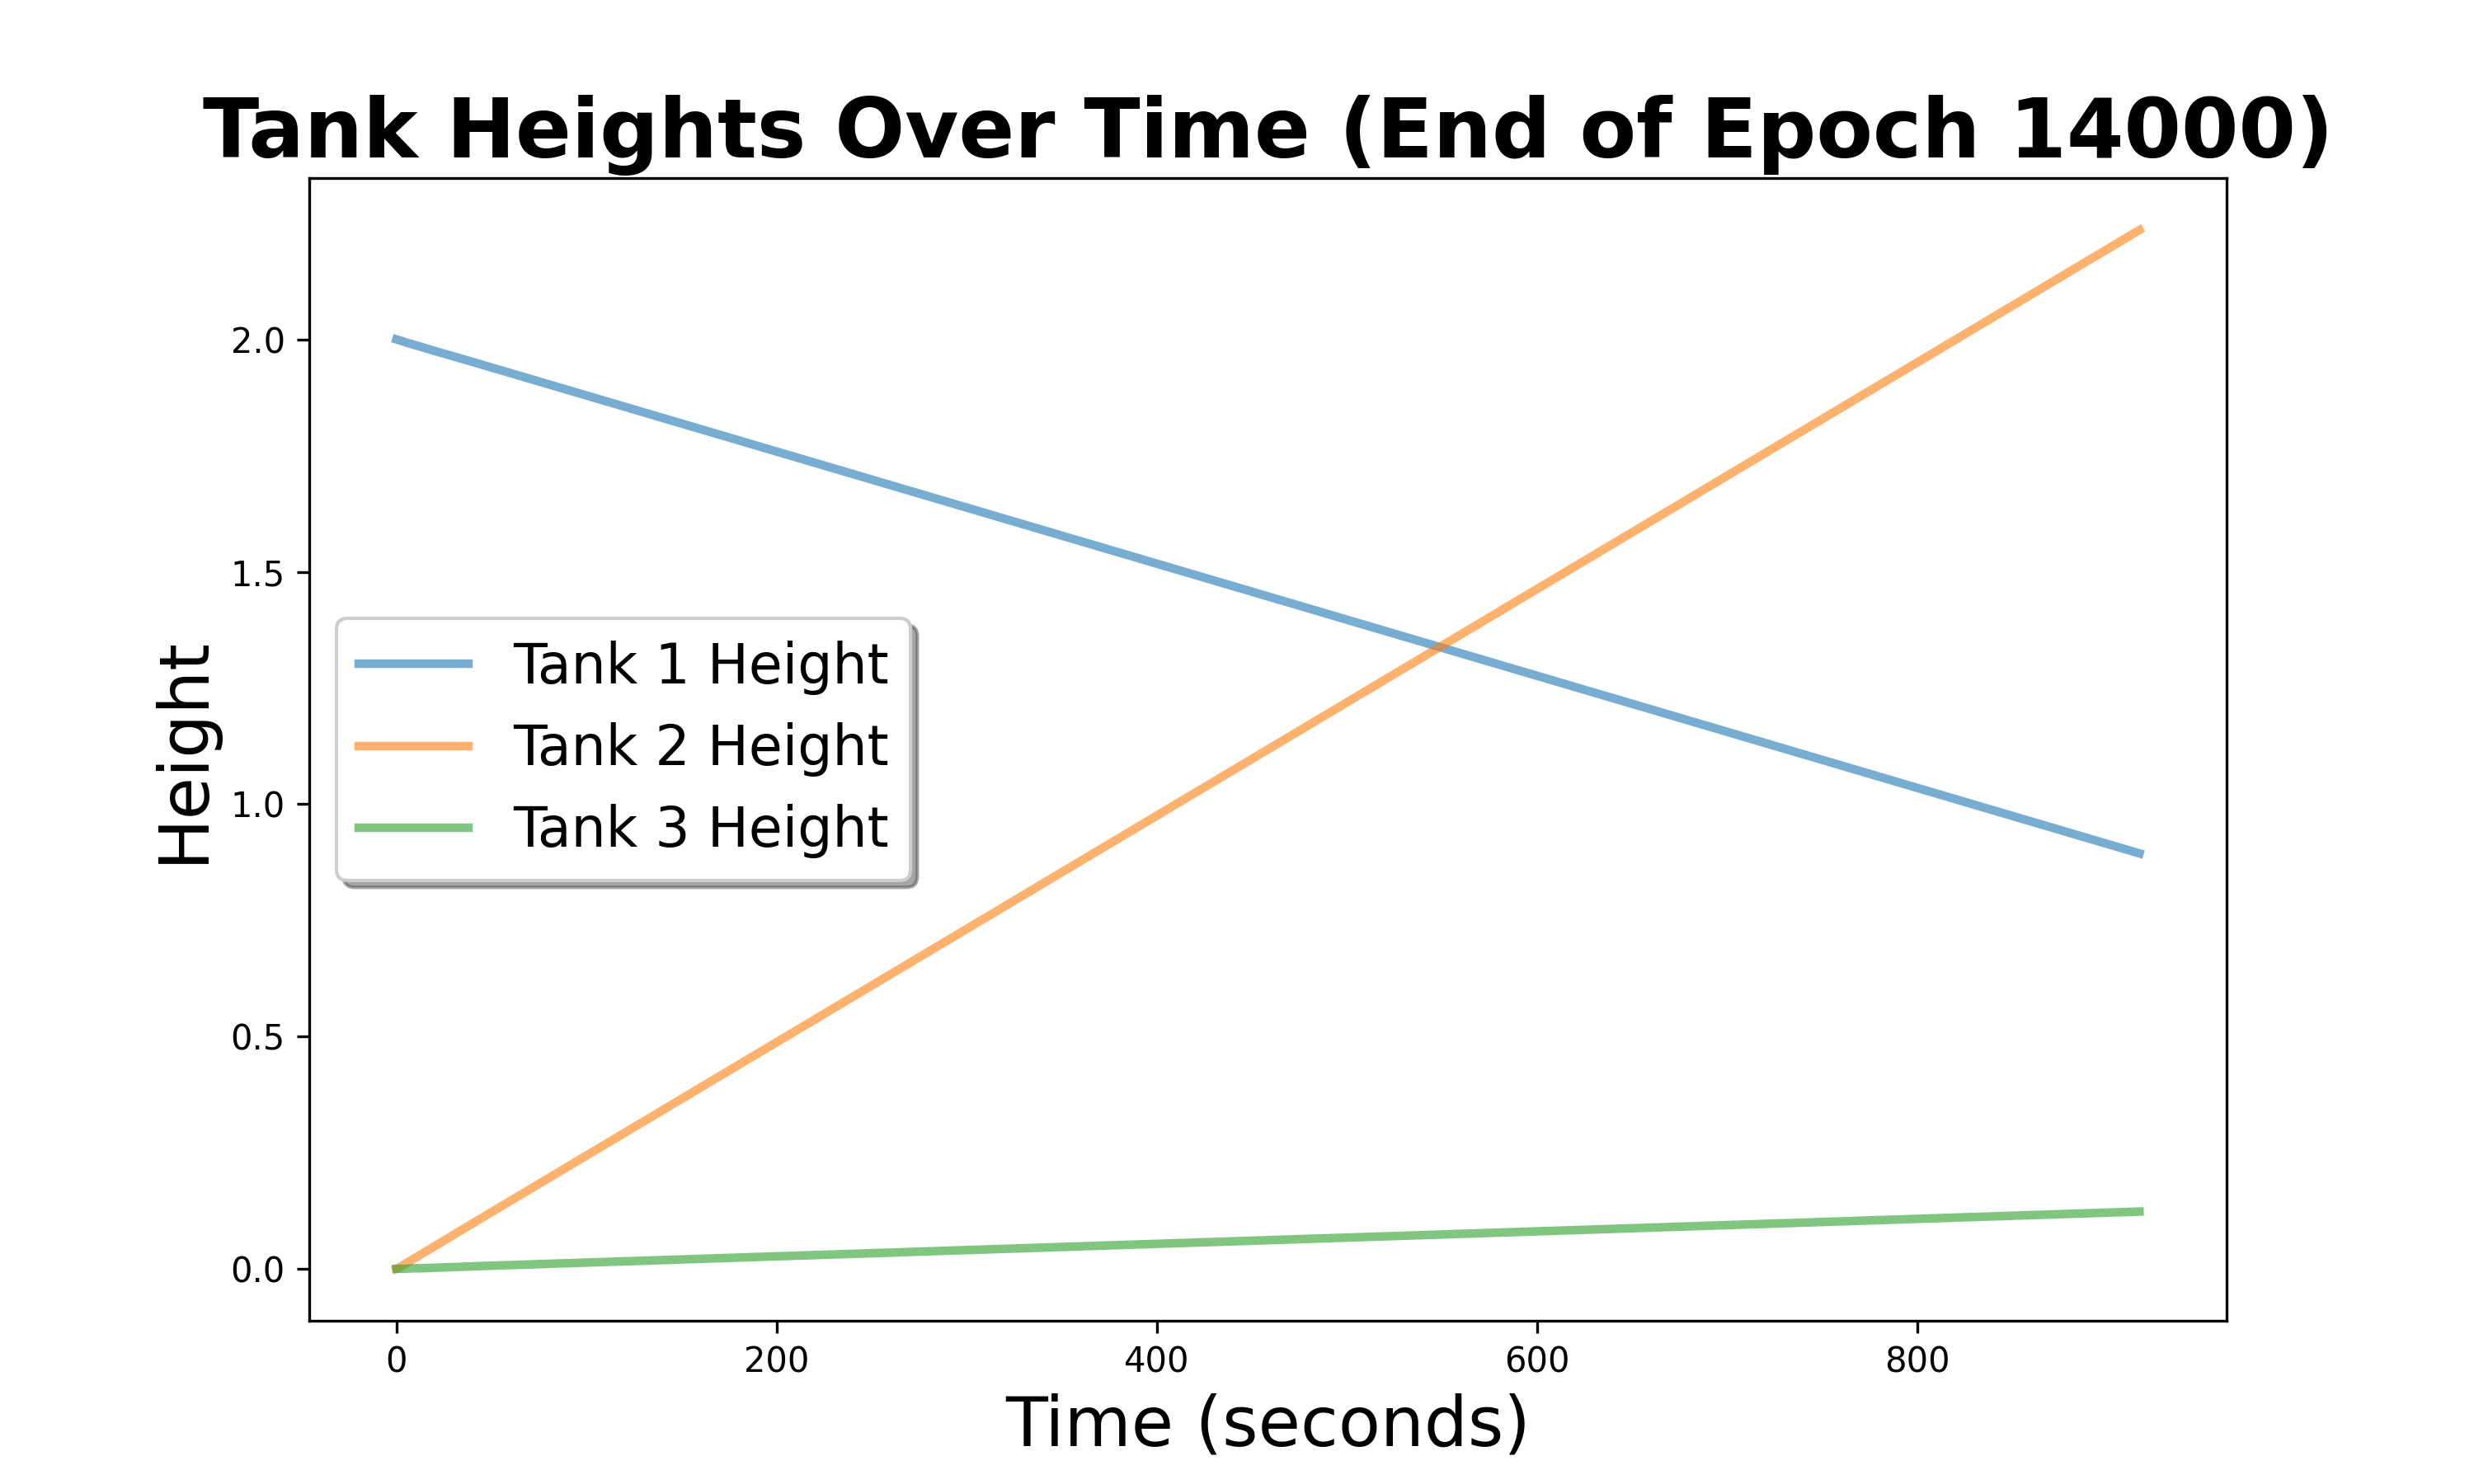 Tank Heights Over Time (End of Epoch 14000)
Height
2.0
1.5
1.0
0.5
0.0
Tank 1 Height
Tank 2 Height
Tank 3 Height
0 200 400 600 800
Time (seconds)